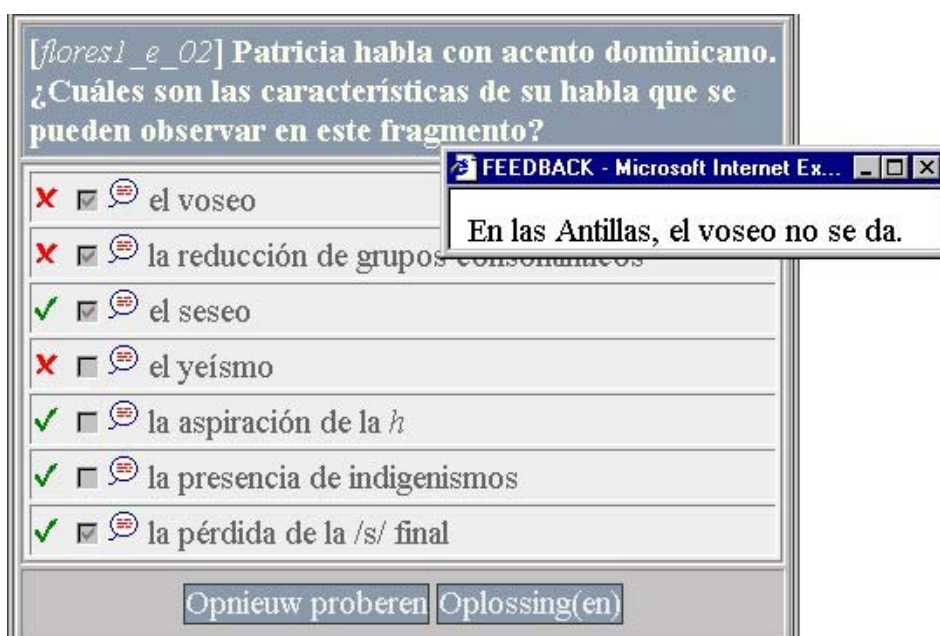 [flores1_e_02] Patricia habla con acento dominicano.
¿Cuáles son las características de su habla que se
pueden observar en este fragmento?
FEEDBACK - Microsoft Internet Ex...
En las Antillas, el voseo no se da.
el voseo
la reducción de grupos consonánticos
el seseo
el yeísmo
la aspiración de la h
la presencia de indigenismos
la pérdida de la /s/ final
Opnieuw proberen Oplossing(en)